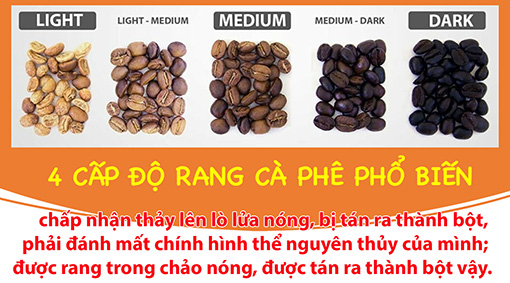 LIGHT LIGHT - MEDIUM MEDIUM MEDIUM - DARK DARK
4 CẤP ĐỘ RANG CÀ PHÊ PHỔ BIẾN
chấp nhận thảy lên lò lửa nóng, bị tán ra thành bột,
phải đánh mất chính hình thể nguyên thủy của mình;
được rang trong chảo nóng, được tán ra thành bột vậy.